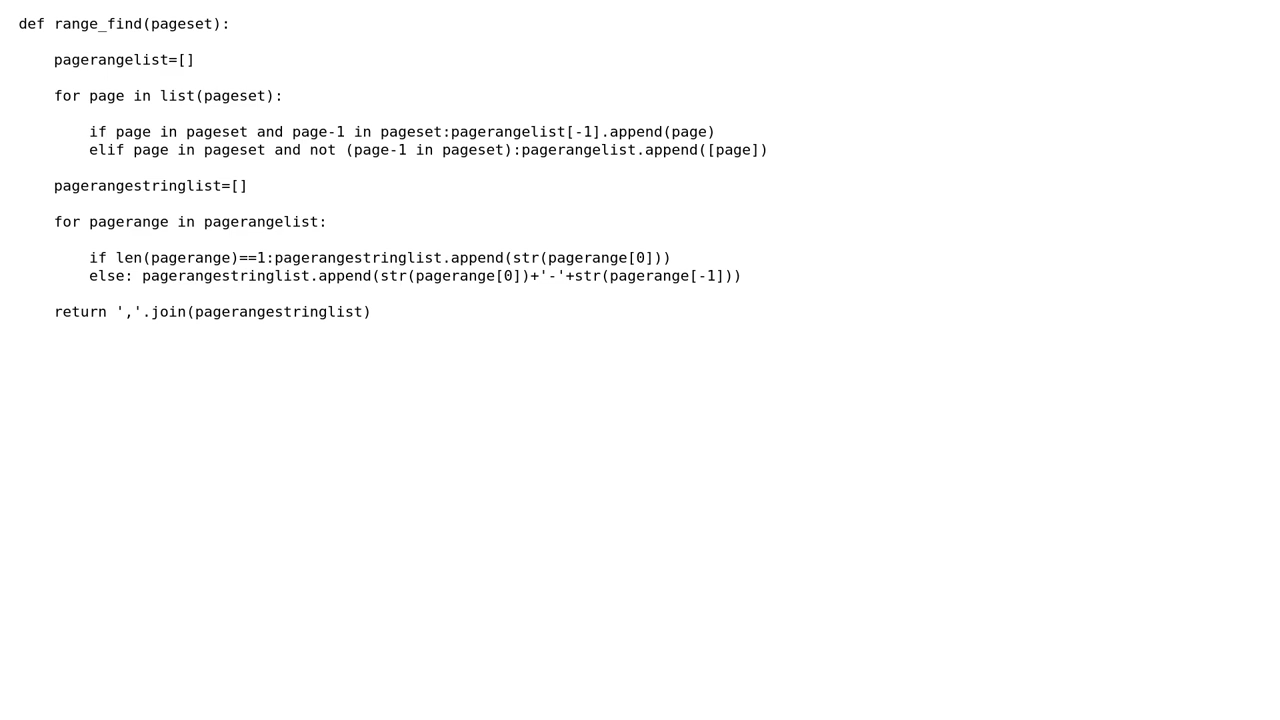 def range_find(pageset):
    pagerangelist=[]
    for page in list(pageset):
        if page in pageset and page-1 in pageset:pagerangelist[-1].append(page)
        elif page in pageset and not (page-1 in pageset):pagerangelist.append([page])
    pagerangestringlist=[]
    for pagerange in pagerangelist:
        if len(pagerange)==1:pagerangestringlist.append(str(pagerange[0]))
        else: pagerangestringlist.append(str(pagerange[0])+'-'+str(pagerange[-1]))
    return ','.join(pagerangestringlist)